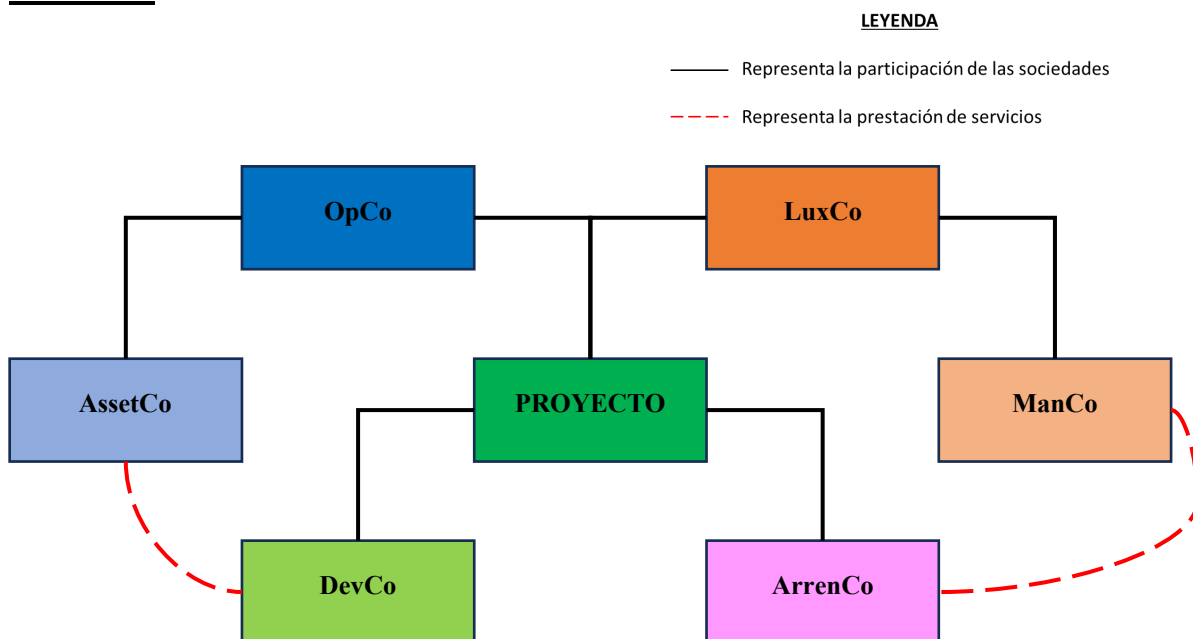 LEYENDA
Representa la participación de las sociedades
Representa la prestación de servicios
OpCo
LuxCo
AssetCo
PROYECTO
ManCo
DevCo
ArrenCo